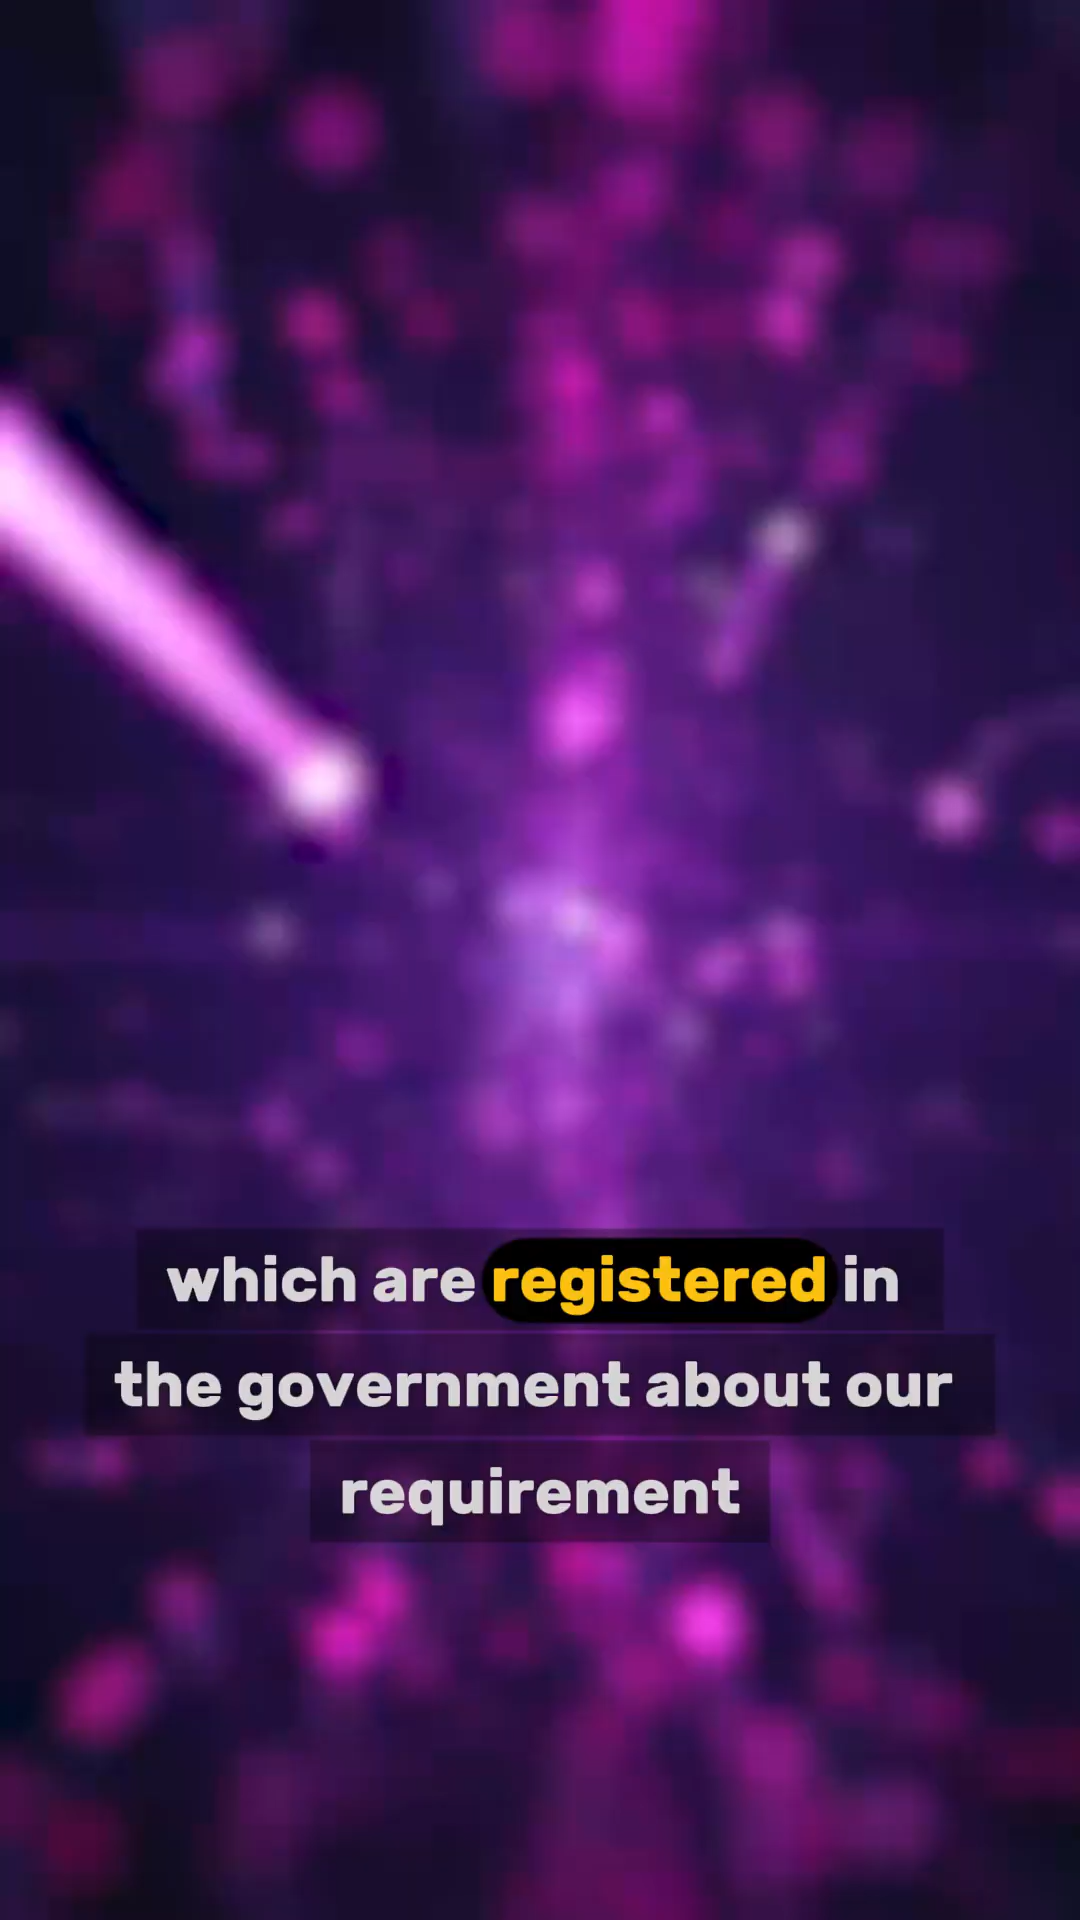 which are registered in
the government about our
requirement